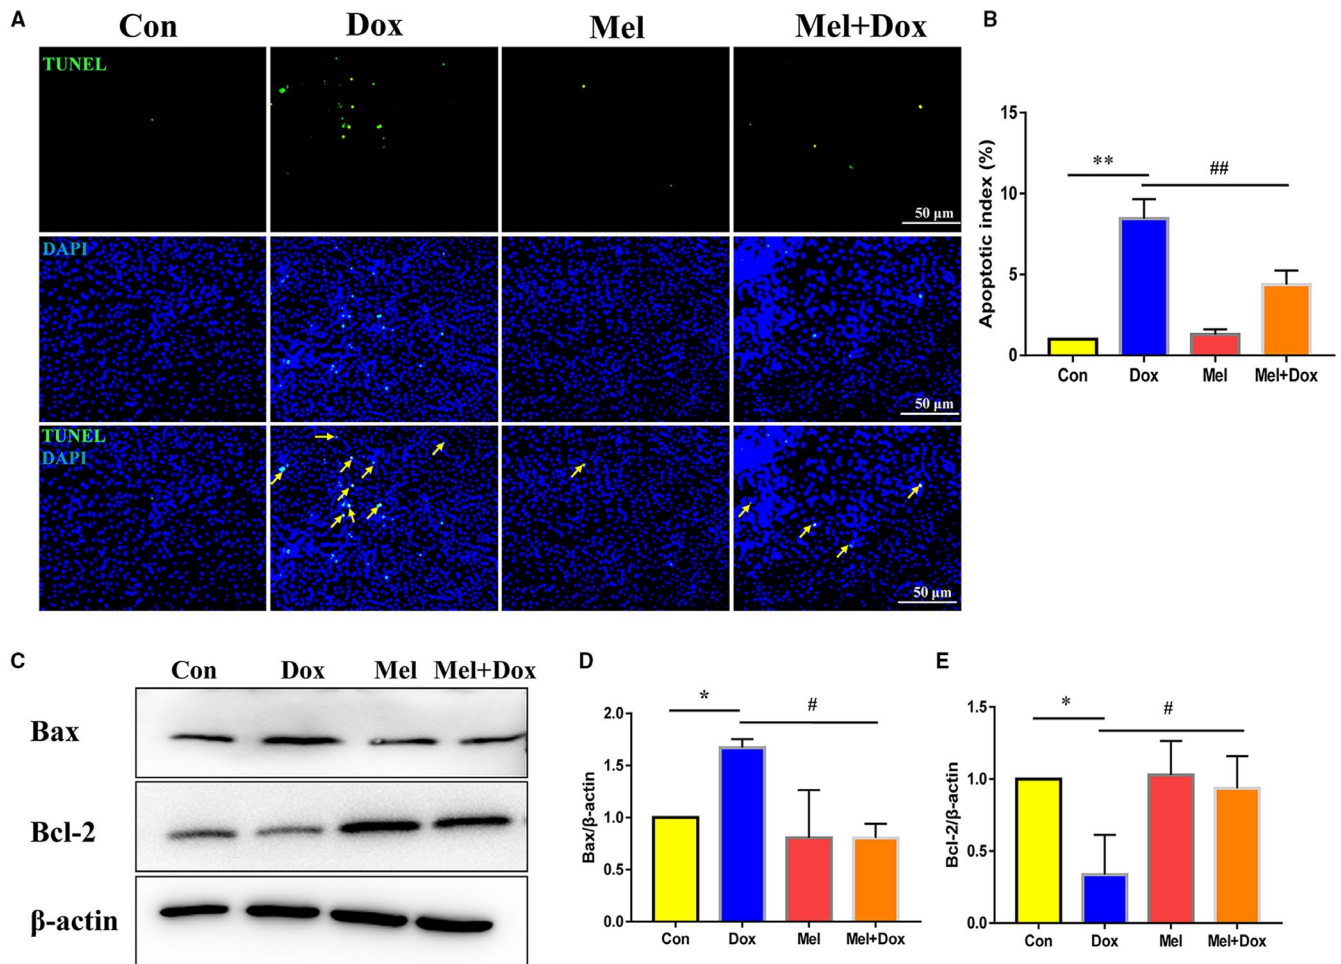 A
Con
Dox
Mel
Mel+Dox
TUNEL
50 µm
DAPI
50 µm
TUNEL
DAPI
50 µm
B
Apoptotic index (%)
15
10
5
0
**
##
Con
Dox
Mel
Mel+Dox
C
Con
Dox
Mel
Mel+Dox
Bax
Bcl-2
β-actin
D
Bax/β-actin
2.0
1.5
1.0
0.5
0.0
*
#
Con
Dox
Mel
Mel+Dox
E
Bcl-2/β-actin
1.5
1.0
0.5
0.0
*
#
Con
Dox
Mel
Mel+Dox